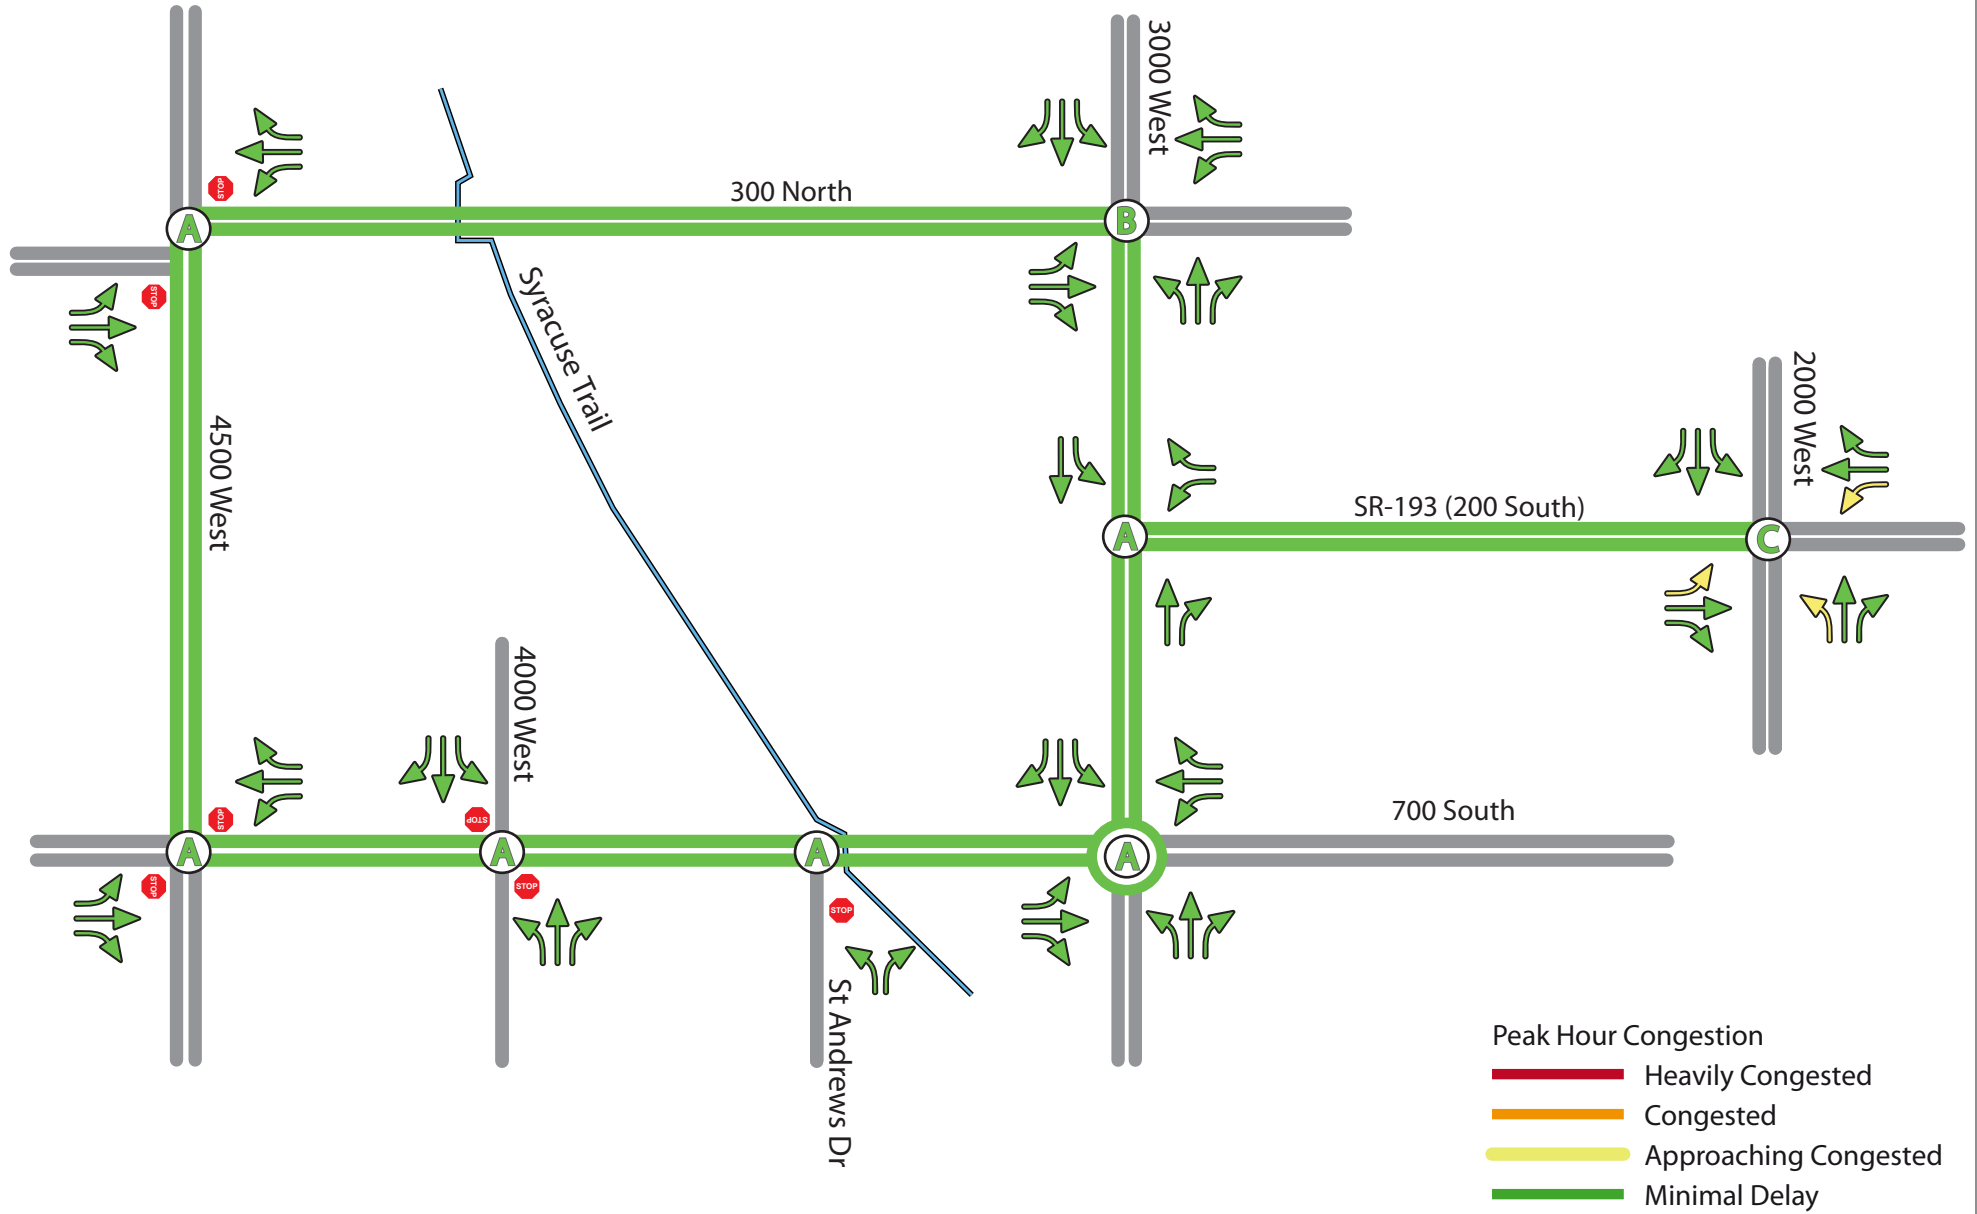 3000 West
300 North
STOP
A
B
STOP
Syracuse Trail
4500 West
2000 West
SR-193 (200 South)
A
C
4000 West
700 South
STOP
STOP
A
A
A
A
STOP
STOP
STOP
St Andrews Dr
Peak Hour Congestion
Heavily Congested
Congested
Approaching Congested
Minimal Delay